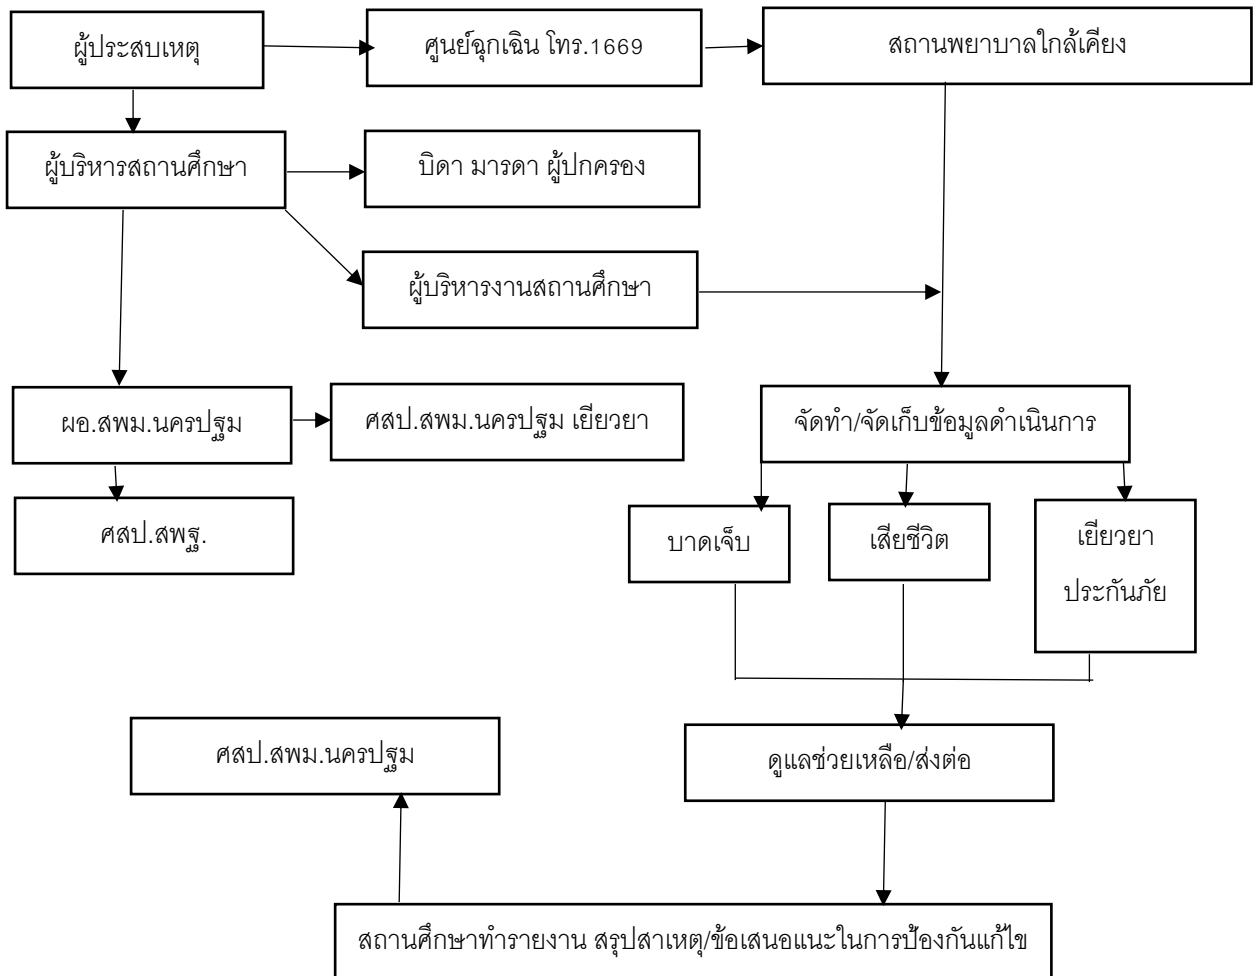 ผู้ประสบเหตุ
ศูนย์ฉุกเฉิน โทร.1669
สถานพยาบาลใกล้เคียง
ผู้บริหารสถานศึกษา
บิดา มารดา ผู้ปกครอง
ผู้บริหารงานสถานศึกษา
ผอ.สพม.นครปฐม
ศสป.สพม.นครปฐม เยียวยา
จัดทำ/จัดเก็บข้อมูลดำเนินการ
ศสป.สพฐ.
บาดเจ็บ
เสียชีวิต
เยียวยา
ประกันภัย
ศสป.สพม.นครปฐม
ดูแลช่วยเหลือ/ส่งต่อ
สถานศึกษาทำรายงาน สรุปสาเหตุ/ข้อเสนอแนะในการป้องกันแก้ไข